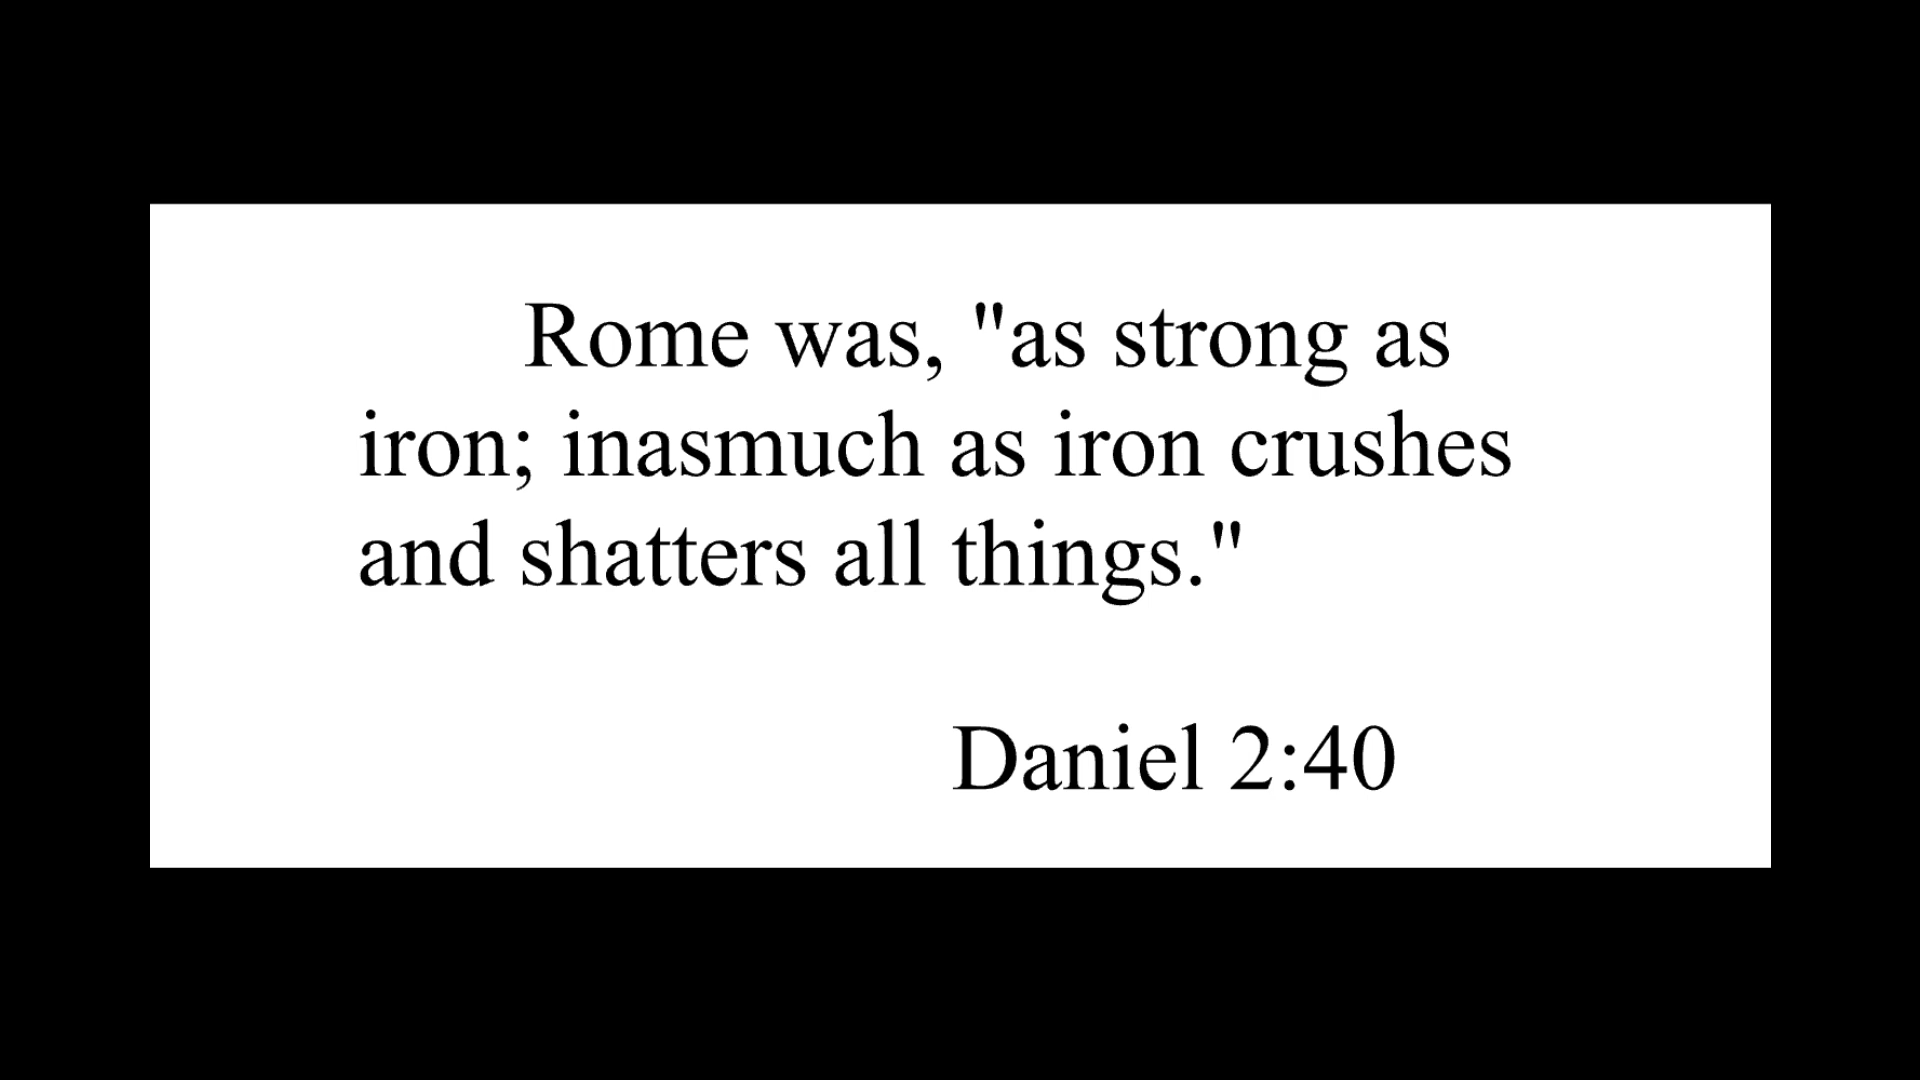 Rome was, "as strong as
iron; inasmuch as iron crushes
and shatters all things."
Daniel 2:40